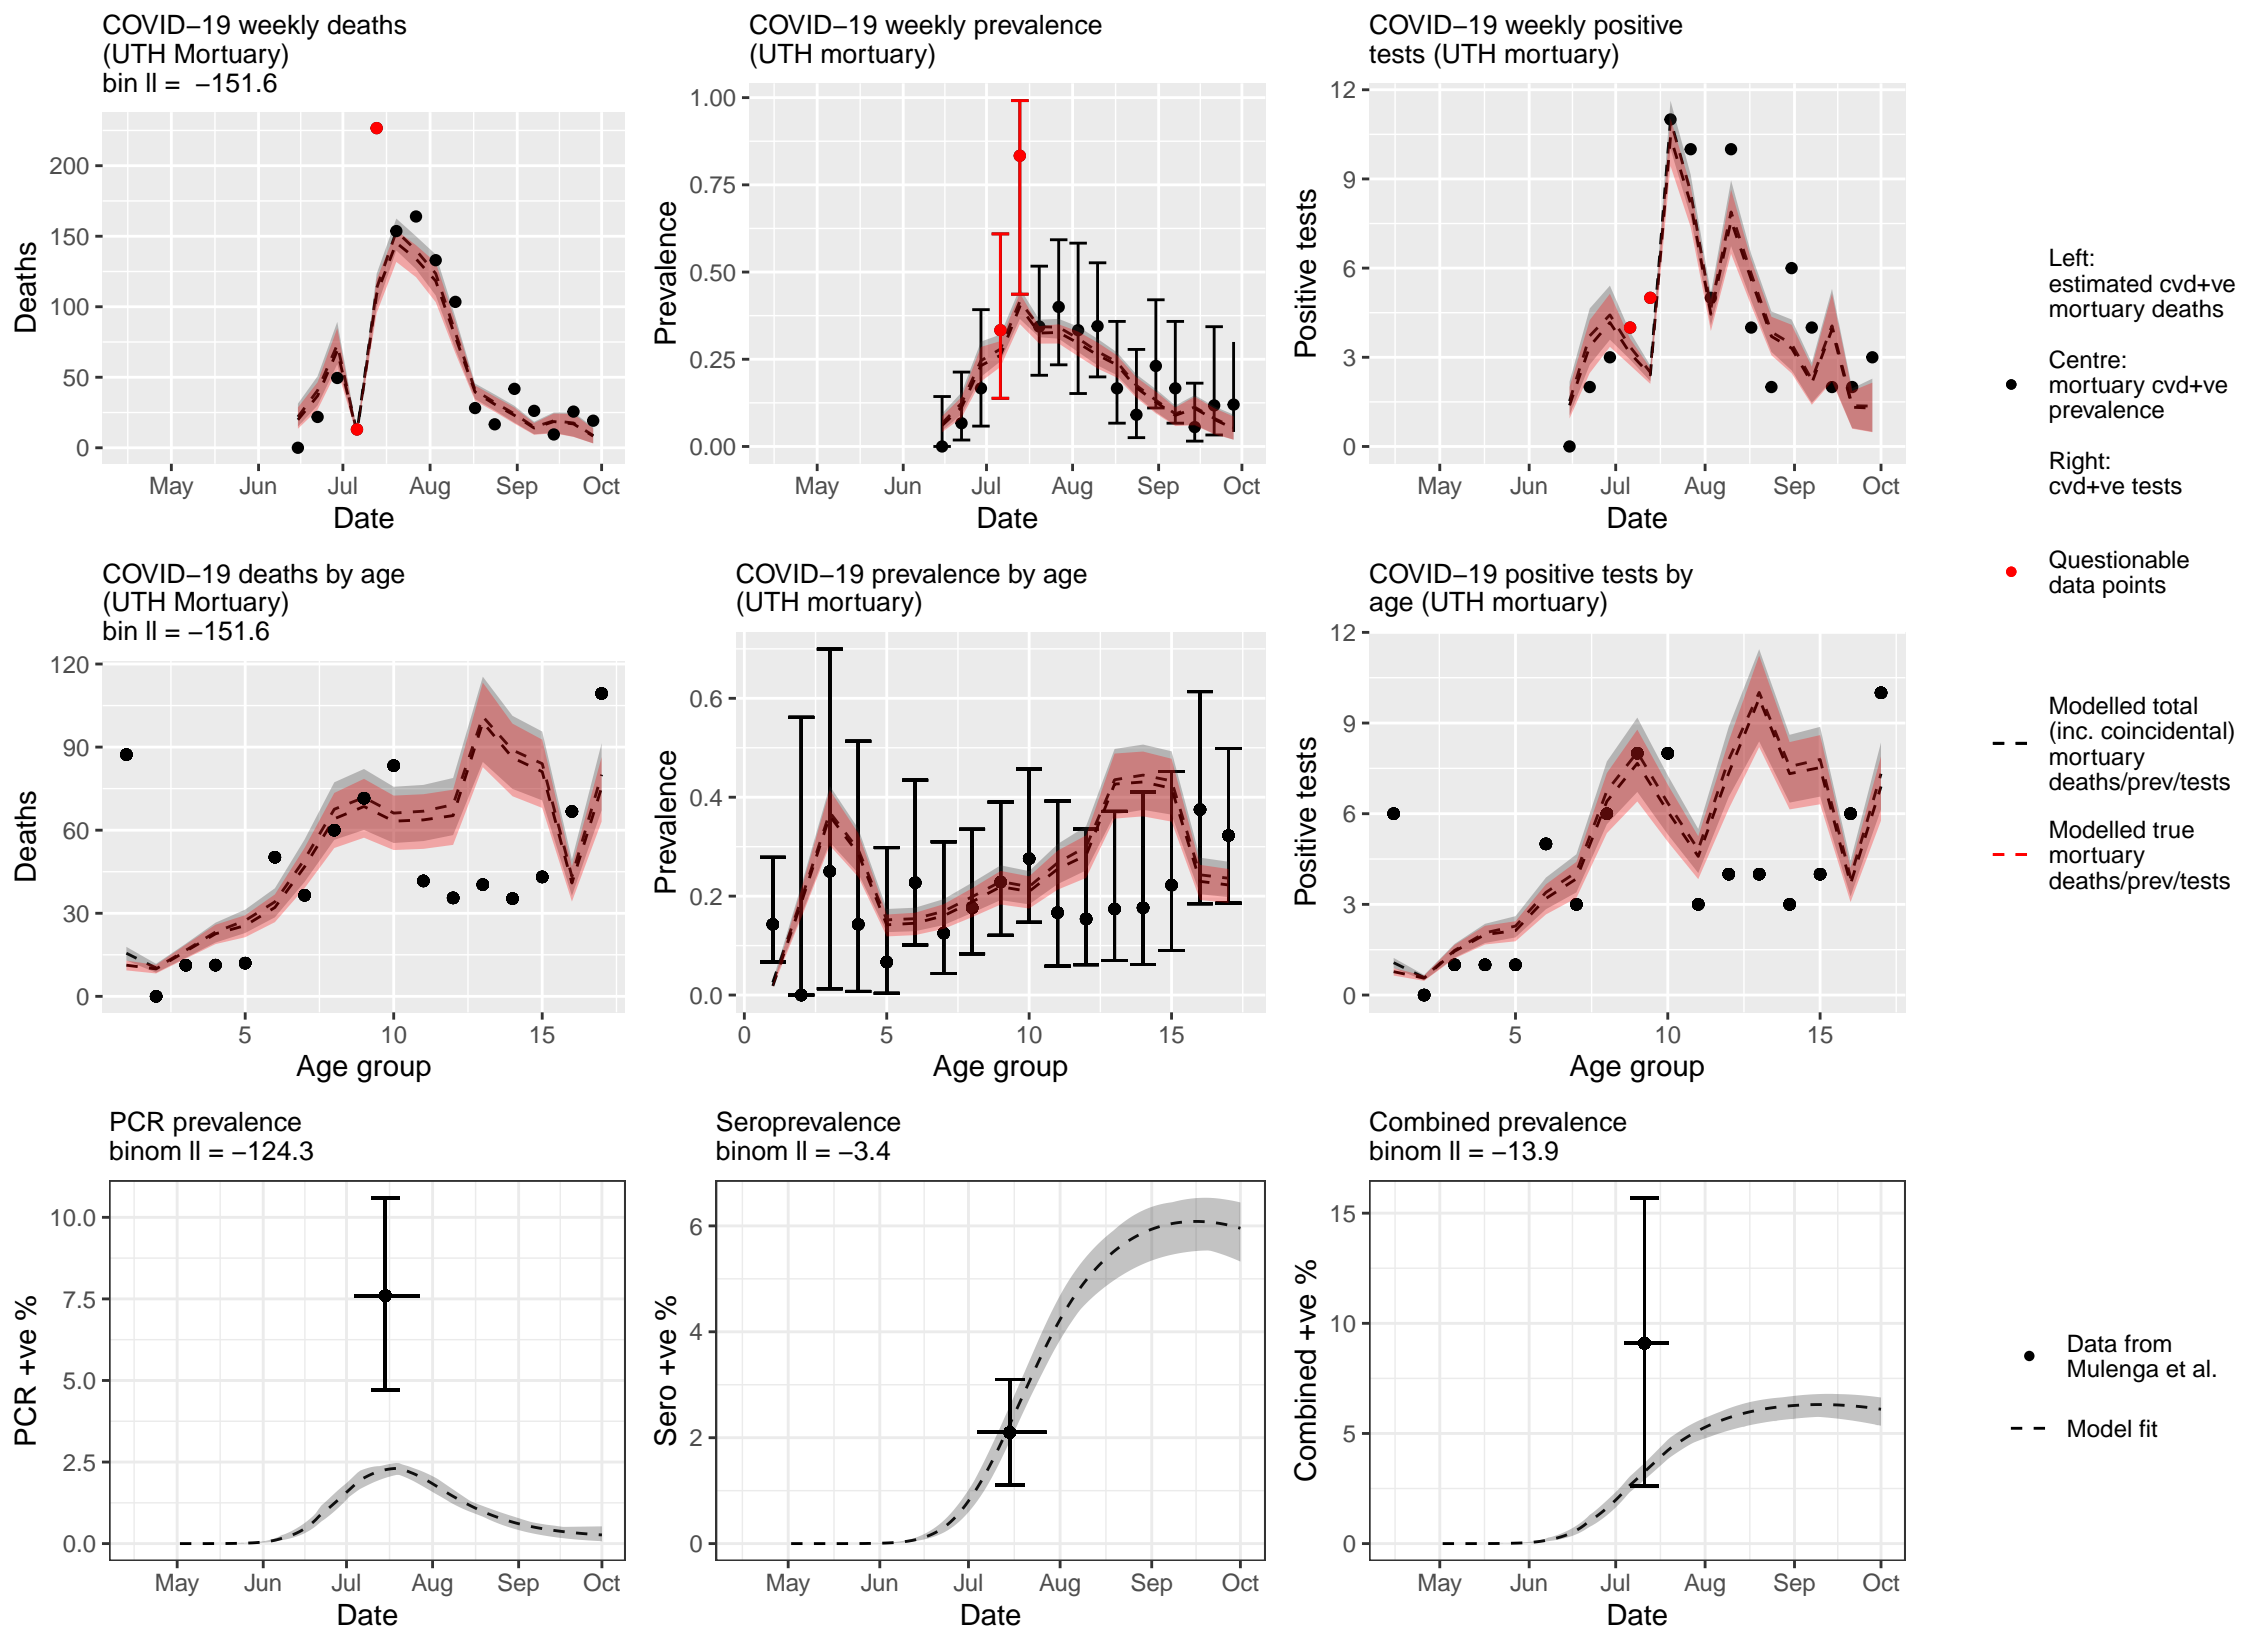 COVID−19 weekly deaths
(UTH Mortuary)
bin ll =  −151.6
Deaths
200
150
100
50
0
May Jun Jul Aug Sep Oct
Date
COVID−19 weekly prevalence
(UTH mortuary)
Prevalence
1.00
0.75
0.50
0.25
0.00
May Jun Jul Aug Sep Oct
Date
COVID−19 weekly positive
tests (UTH mortuary)
Positive tests
12
9
6
3
0
May Jun Jul Aug Sep Oct
Date
Left:
estimated cvd+ve
mortuary deaths
Centre:
mortuary cvd+ve
prevalence
Right:
cvd+ve tests
Questionable
data points
Modelled total
(inc. coincidental)
mortuary
deaths/prev/tests
Modelled true
mortuary
deaths/prev/tests
COVID−19 deaths by age
(UTH Mortuary)
bin ll = −151.6
Deaths
120
90
60
30
0
5 10 15
Age group
COVID−19 prevalence by age
(UTH mortuary)
Prevalence
0.6
0.4
0.2
0.0
0 5 10 15
Age group
COVID−19 positive tests by
age (UTH mortuary)
Positive tests
12
9
6
3
0
5 10 15
Age group
PCR prevalence
binom ll = −124.3
PCR +ve %
10.0
7.5
5.0
2.5
0.0
May Jun Jul Aug Sep Oct
Date
Seroprevalence
binom ll = −3.4
Sero +ve %
6
4
2
0
May Jun Jul Aug Sep Oct
Date
Combined prevalence
binom ll = −13.9
Combined +ve %
15
10
5
0
May Jun Jul Aug Sep Oct
Date
Data from
Mulenga et al.
Model fit